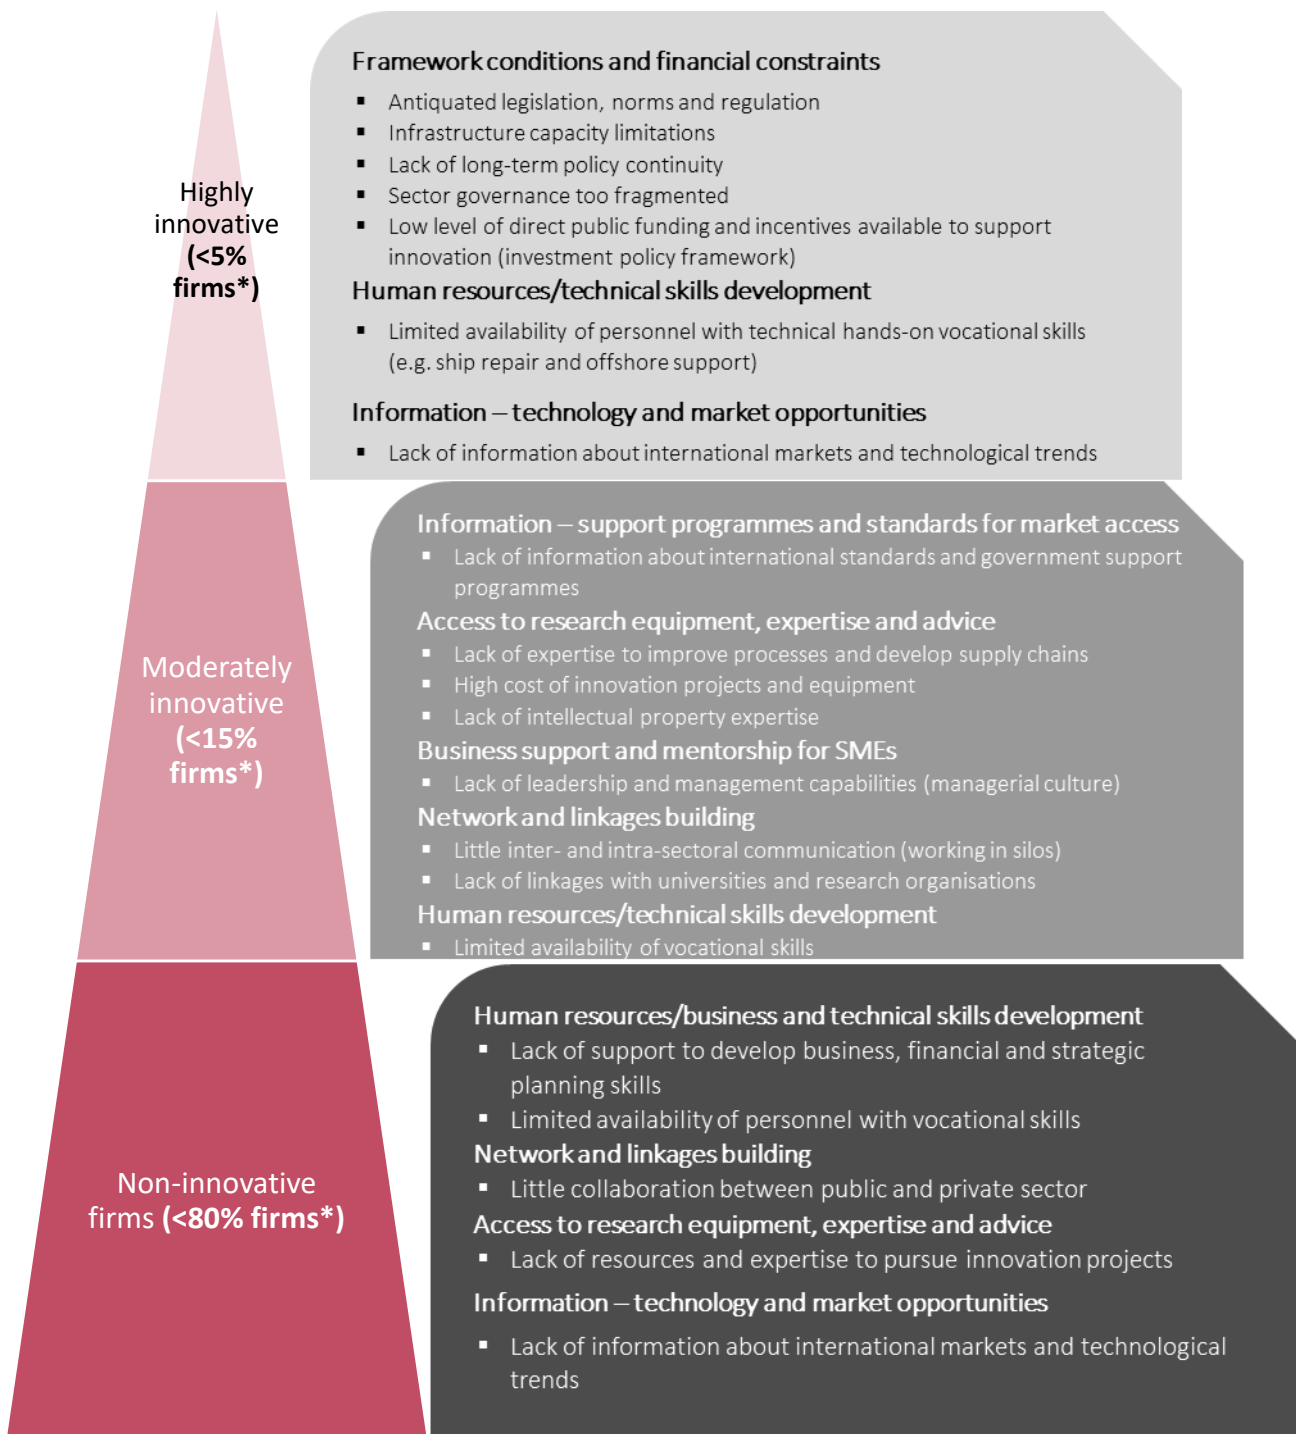 Highly
innovative
(<5%
firms*)
Framework conditions and financial constraints
▪ Antiquated legislation, norms and regulation
▪ Infrastructure capacity limitations
▪ Lack of long-term policy continuity
▪ Sector governance too fragmented
▪ Low level of direct public funding and incentives available to support
innovation (investment policy framework)
Human resources/technical skills development
▪ Limited availability of personnel with technical hands-on vocational skills
(e.g. ship repair and offshore support)
Information – technology and market opportunities
▪ Lack of information about international markets and technological trends
Moderately
innovative
(<15%
firms*)
Information – support programmes and standards for market access
▪ Lack of information about international standards and government support
programmes
Access to research equipment, expertise and advice
▪ Lack of expertise to improve processes and develop supply chains
▪ High cost of innovation projects and equipment
▪ Lack of intellectual property expertise
Business support and mentorship for SMEs
▪ Lack of leadership and management capabilities (managerial culture)
Network and linkages building
▪ Little inter- and intra-sectoral communication (working in silos)
▪ Lack of linkages with universities and research organisations
Human resources/technical skills development
▪ Limited availability of vocational skills
Non-innovative
firms (<80% firms*)
Human resources/business and technical skills development
▪ Lack of support to develop business, financial and strategic
planning skills
▪ Limited availability of personnel with vocational skills
Network and linkages building
▪ Little collaboration between public and private sector
Access to research equipment, expertise and advice
▪ Lack of resources and expertise to pursue innovation projects
Information – technology and market opportunities
▪ Lack of information about international markets and technological
trends